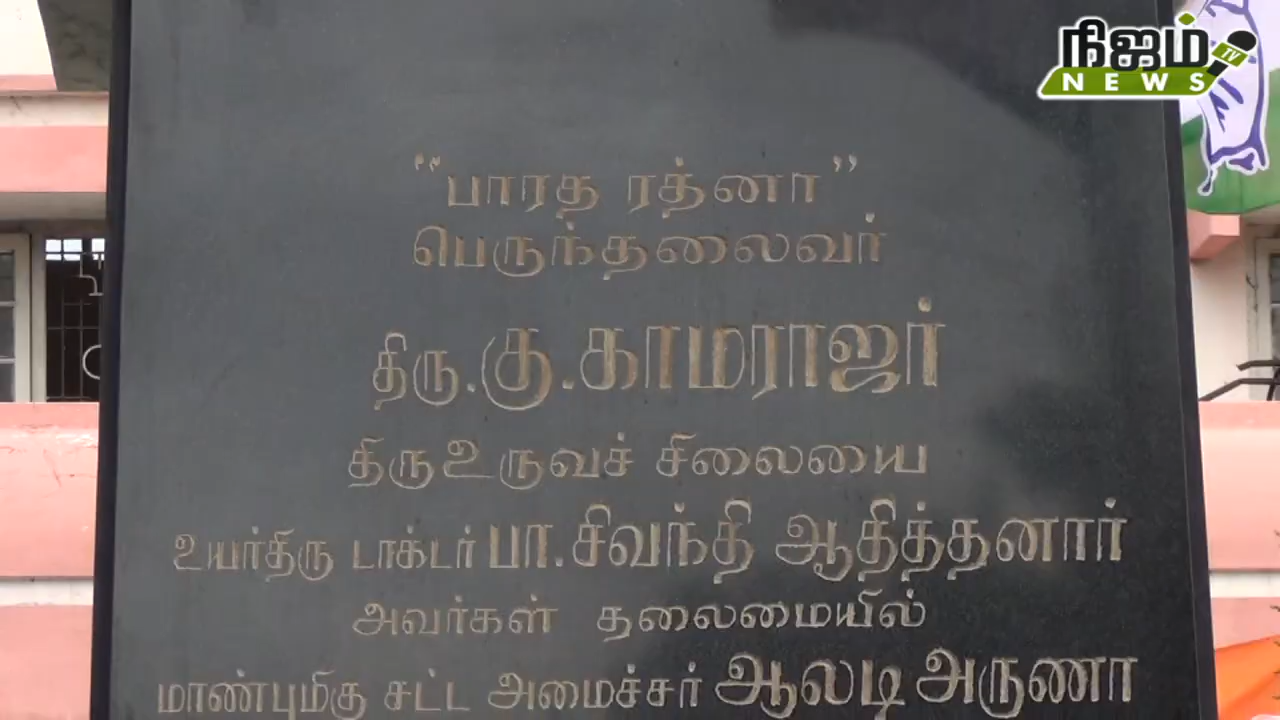 நிஜம்
TV
NEWS
“பாரத ரத்னா”
பெருந்தலைவர்
திரு.கு.காமராஜர்
திருஉருவச் சிலையை
உயர்திரு டாக்டர் பா.சிவந்தி ஆதித்தனார்
அவர்கள் தலைமையில்
மாண்புமிகு சட்ட அமைச்சர் ஆலடி அருணா